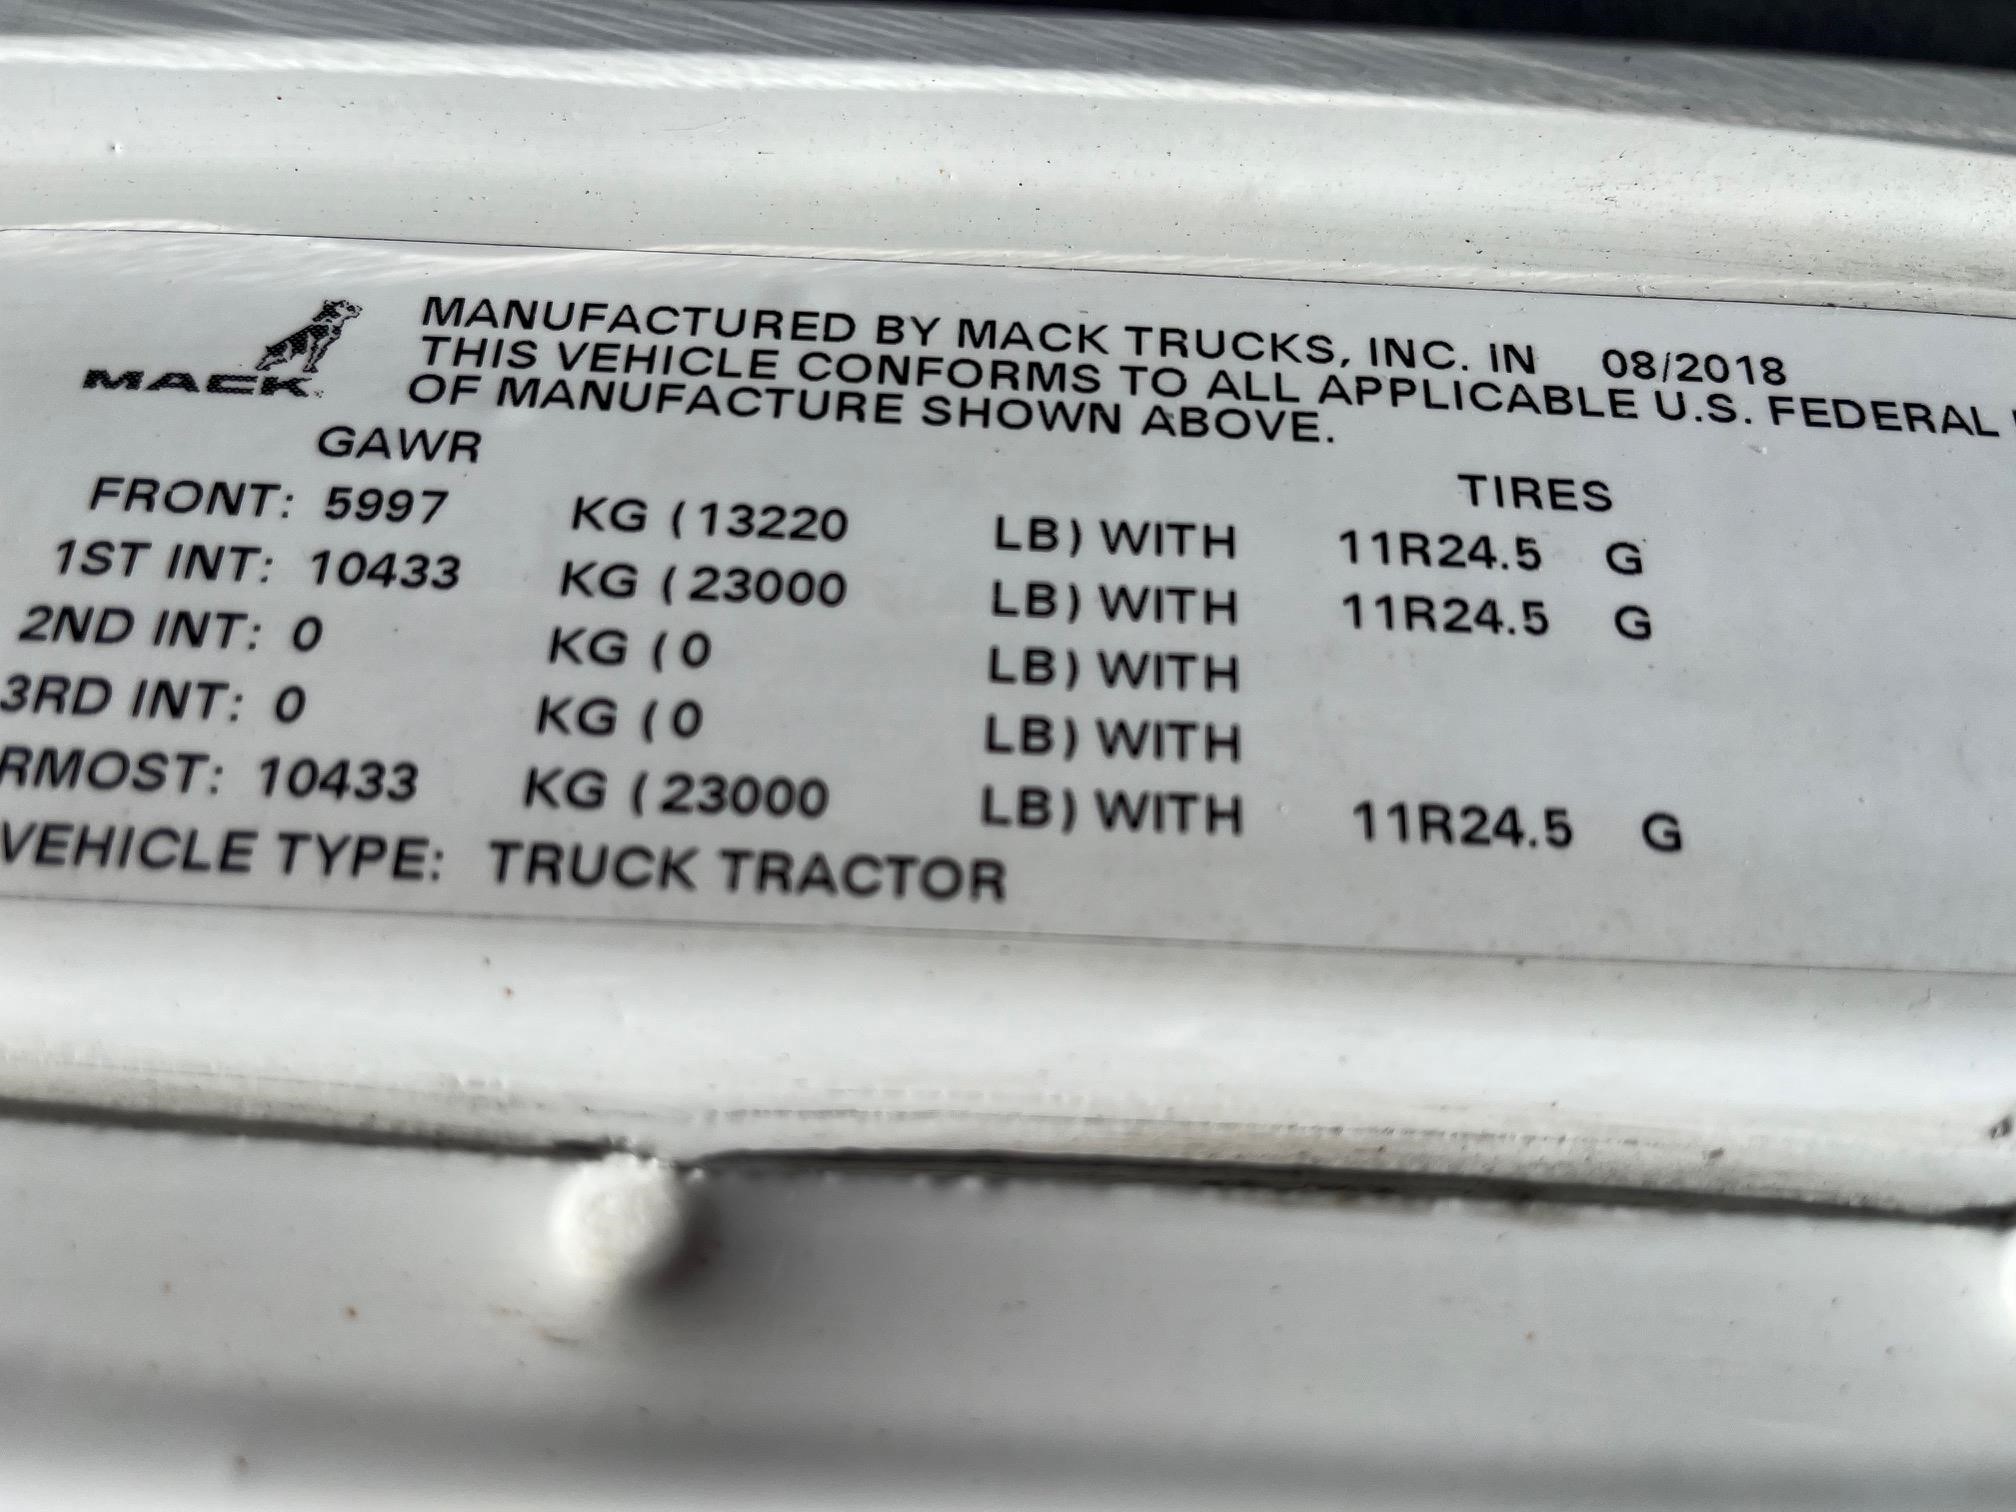 MACK
MANUFACTURED BY MACK TRUCKS, INC. IN 08/2018
THIS VEHICLE CONFORMS TO ALL APPLICABLE U.S. FEDERAL
OF MANUFACTURE SHOWN ABOVE.
GAWR TIRES
FRONT: 5997 KG (13220 LB) WITH 11R24.5 G
1ST INT: 10433 KG (23000 LB) WITH 11R24.5 G
2ND INT: 0 KG (0 LB) WITH
3RD INT: 0 KG (0 LB) WITH
RMOST: 10433 KG (23000 LB) WITH 11R24.5 G
VEHICLE TYPE: TRUCK TRACTOR